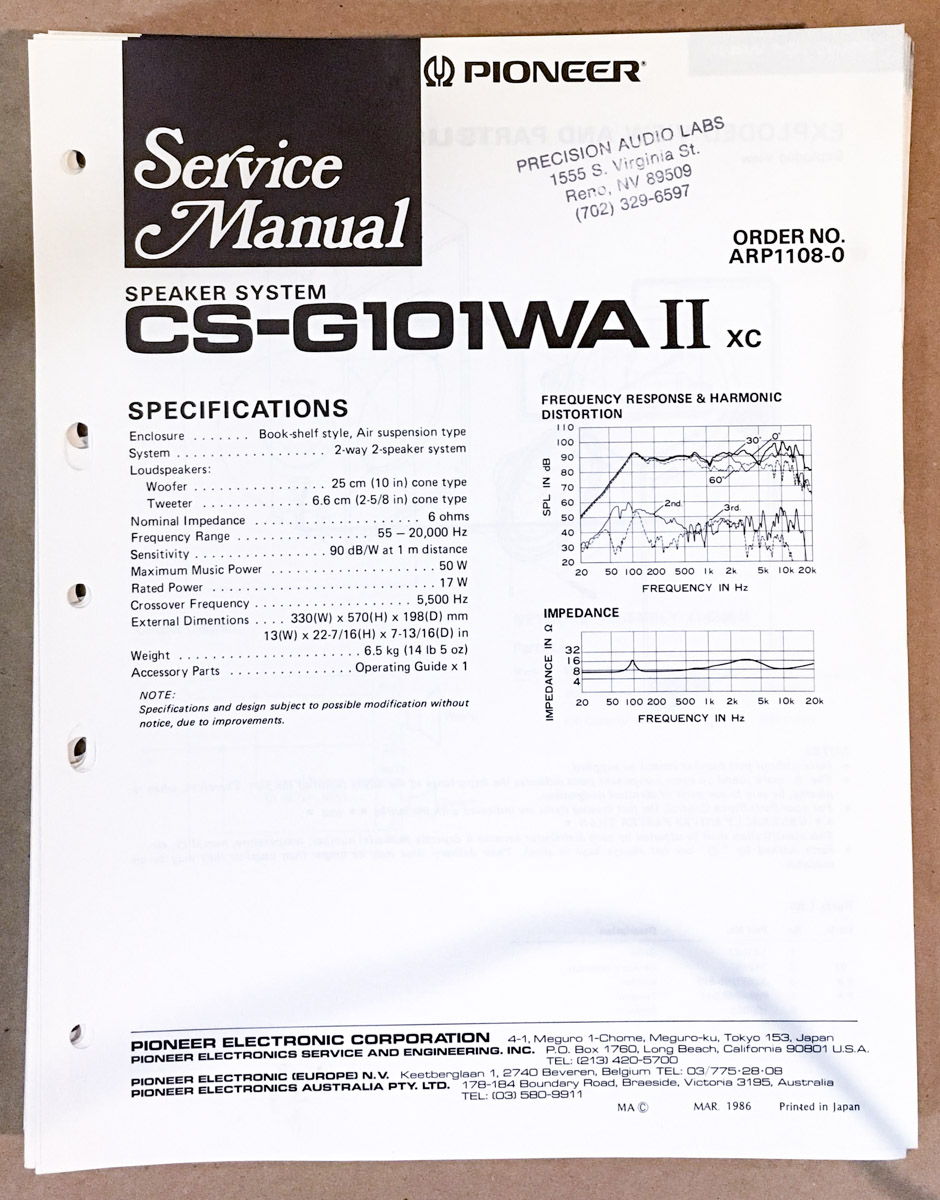 PIONEER
Service
Manual
PRECISION AUDIO LABS
1555 S. Virginia St.
Reno, NV 89509
(702) 329-6597
ORDER NO.
ARP1108-0
SPEAKER SYSTEM
CS-G101WA II XC
SPECIFICATIONS
Enclosure ....... Book-shelf style, Air suspension type
System ................. 2-way 2-speaker system
Loudspeakers:
Woofer ............... 25 cm (10 in) cone type
Tweeter ............ 6.6 cm (2-5/8 in) cone type
Nominal Impedance .................... 6 ohms
Frequency Range ................ 55 – 20,000 Hz
Sensitivity ................ 90 dB/W at 1 m distance
Maximum Music Power .................... 50 W
Rated Power .......................... 17 W
Crossover Frequency ................... 5,500 Hz
External Dimentions .... 330(W) x 570(H) x 198(D) mm
13(W) x 22-7/16(H) x 7-13/16(D) in
Weight ..................... 6.5 kg (14 lb 5 oz)
Accessory Parts .............. Operating Guide x 1
NOTE:
Specifications and design subject to possible modification without
notice, due to improvements.
FREQUENCY RESPONSE & HARMONIC
DISTORTION
SPL IN dB
110
100
90
80
70
60
50
40
30
20
30°
0°
60°
2nd.
3rd.
20 50 100 200 500 1k 2k 5k 10k 20k
FREQUENCY IN Hz
IMPEDANCE
IMPEDANCE IN Ω
32
16
8
4
20 50 100 200 500 1k 2k 5k 10k 20k
FREQUENCY IN Hz
PIONEER ELECTRONIC CORPORATION 4-1, Meguro 1-Chome, Meguro-ku, Tokyo 153, Japan
PIONEER ELECTRONICS SERVICE AND ENGINEERING. INC. P.O. Box 1760, Long Beach, California 90801 U.S.A.
TEL: (213) 420-5700
PIONEER ELECTRONIC (EUROPE) N.V. Keetberglaan 1, 2740 Beveren, Belgium TEL: 03/775·28·08
PIONEER ELECTRONICS AUSTRALIA PTY. LTD. 178-184 Boundary Road, Braeside, Victoria 3195, Australia
TEL: (03) 580-9911
MA © MAR. 1986 Printed in Japan